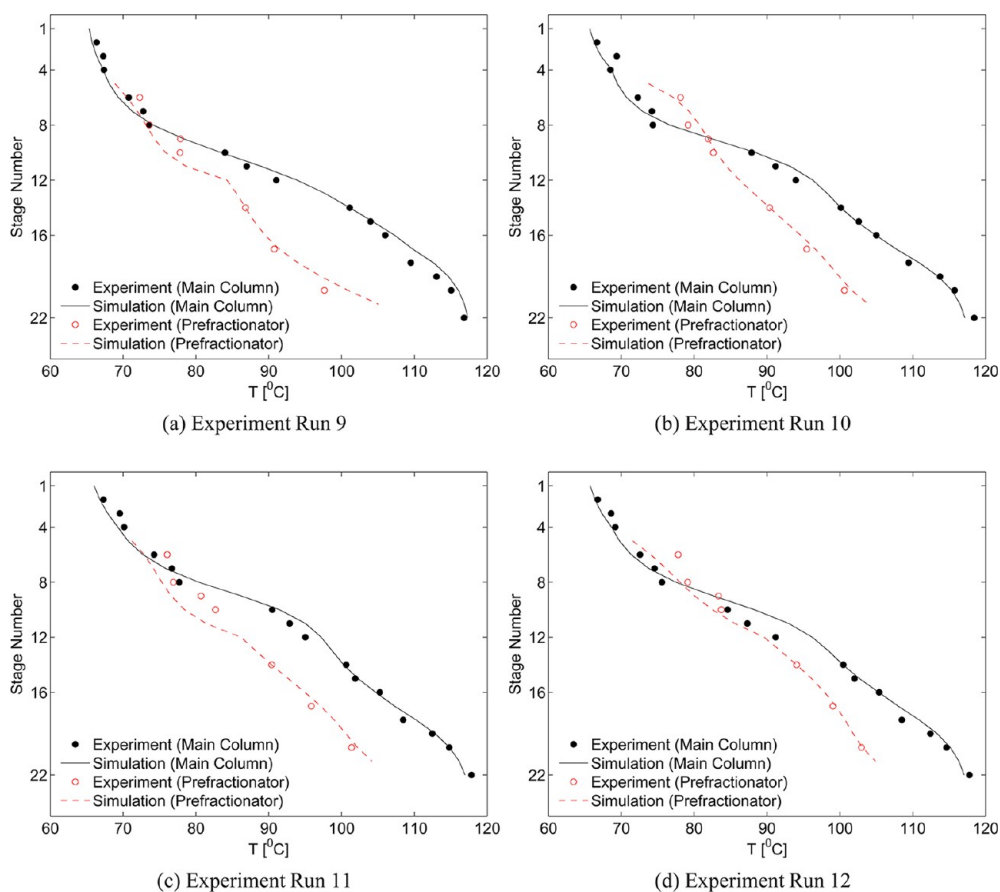 1
4
8
12
16
22
Stage Number
Experiment (Main Column)
Simulation (Main Column)
Experiment (Prefractionator)
Simulation (Prefractionator)
60 70 80 90 100 110 120
T [⁰C]
(a) Experiment Run 9
1
4
8
12
16
22
Stage Number
Experiment (Main Column)
Simulation (Main Column)
Experiment (Prefractionator)
Simulation (Prefractionator)
60 70 80 90 100 110 120
T [⁰C]
(b) Experiment Run 10
1
4
8
12
16
22
Stage Number
Experiment (Main Column)
Simulation (Main Column)
Experiment (Prefractionator)
Simulation (Prefractionator)
60 70 80 90 100 110 120
T [⁰C]
(c) Experiment Run 11
1
4
8
12
16
22
Stage Number
Experiment (Main Column)
Simulation (Main Column)
Experiment (Prefractionator)
Simulation (Prefractionator)
60 70 80 90 100 110 120
T [⁰C]
(d) Experiment Run 12